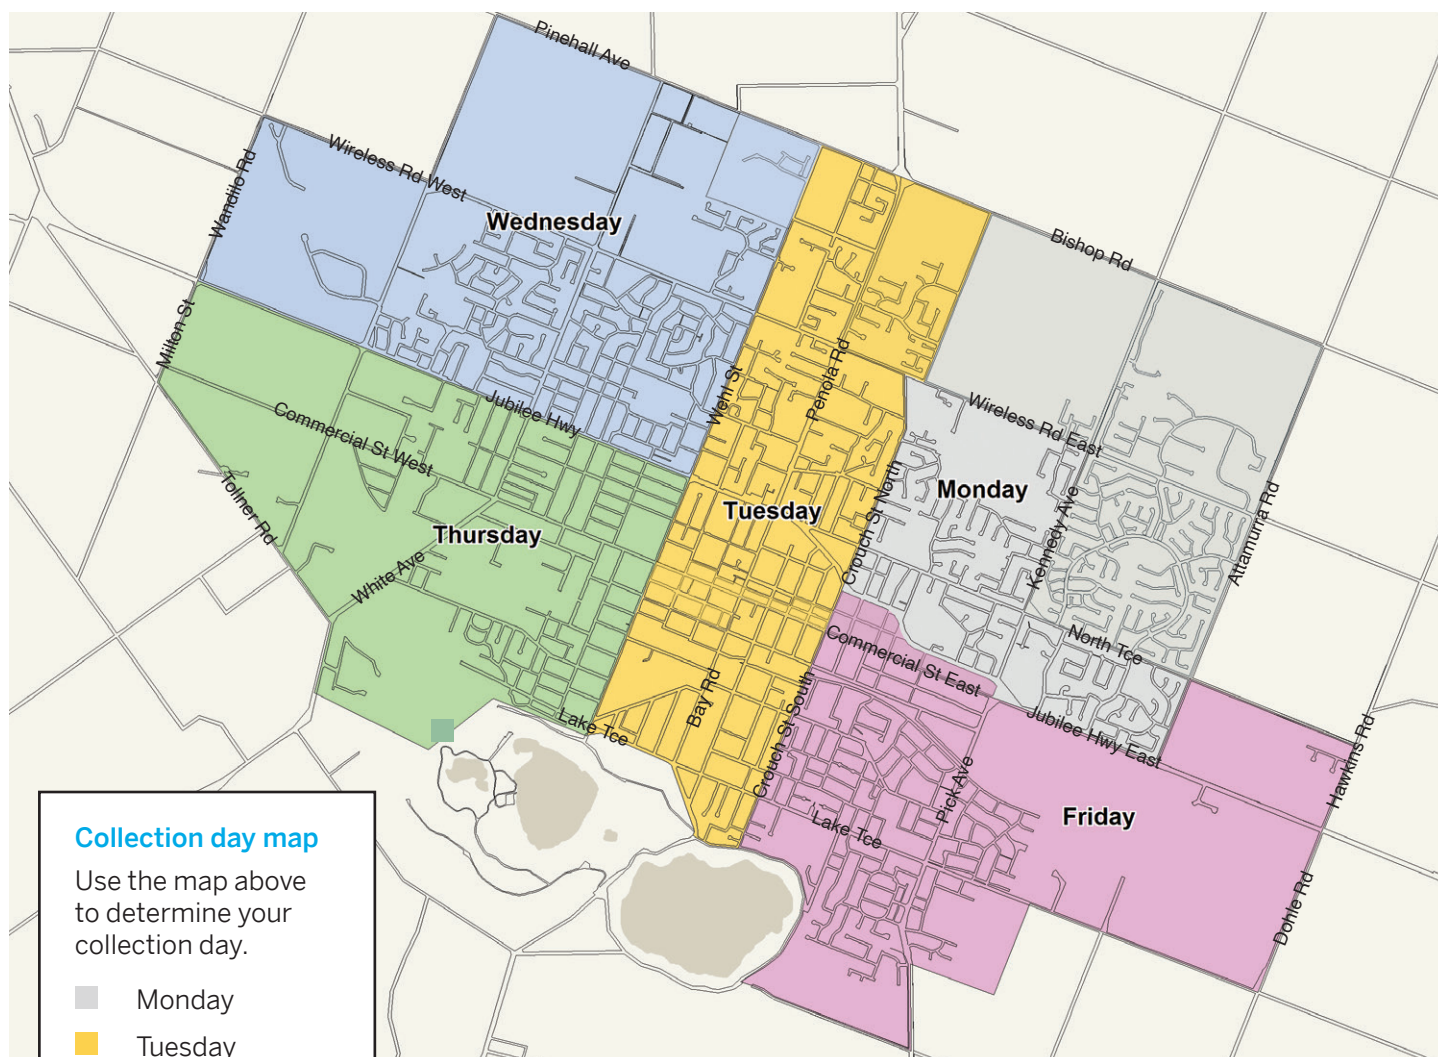 Pinehall Ave
Wireless Rd West
Wandilo Rd
Wednesday
Bishop Rd
Milton St
Jubilee Hwy
Wehl St
Penola Rd
Wireless Rd East
Commercial St West
Tollner Rd
Thursday
Tuesday
Crouch St North
Monday
Kennedy Ave
Attamurra Rd
White Ave
North Tce
Commercial St East
Lake Tce
Bay Rd
Crouch St South
Jubilee Hwy East
Hawkins Rd
Pick Ave
Lake Tce
Friday
Dohle Rd
Collection day map
Use the map above
to determine your
collection day.
Monday
Tuesday